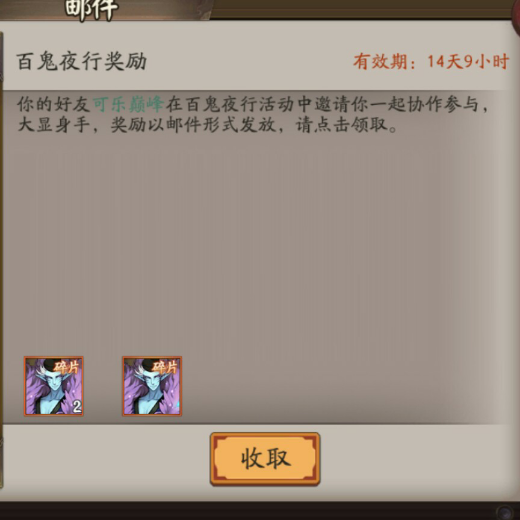 邮件
百鬼夜行奖励
有效期：14天9小时
你的好友可乐巅峰在百鬼夜行活动中邀请你一起协作参与，
大显身手，奖励以邮件形式发放，请点击领取。
碎片 碎片
2
收取